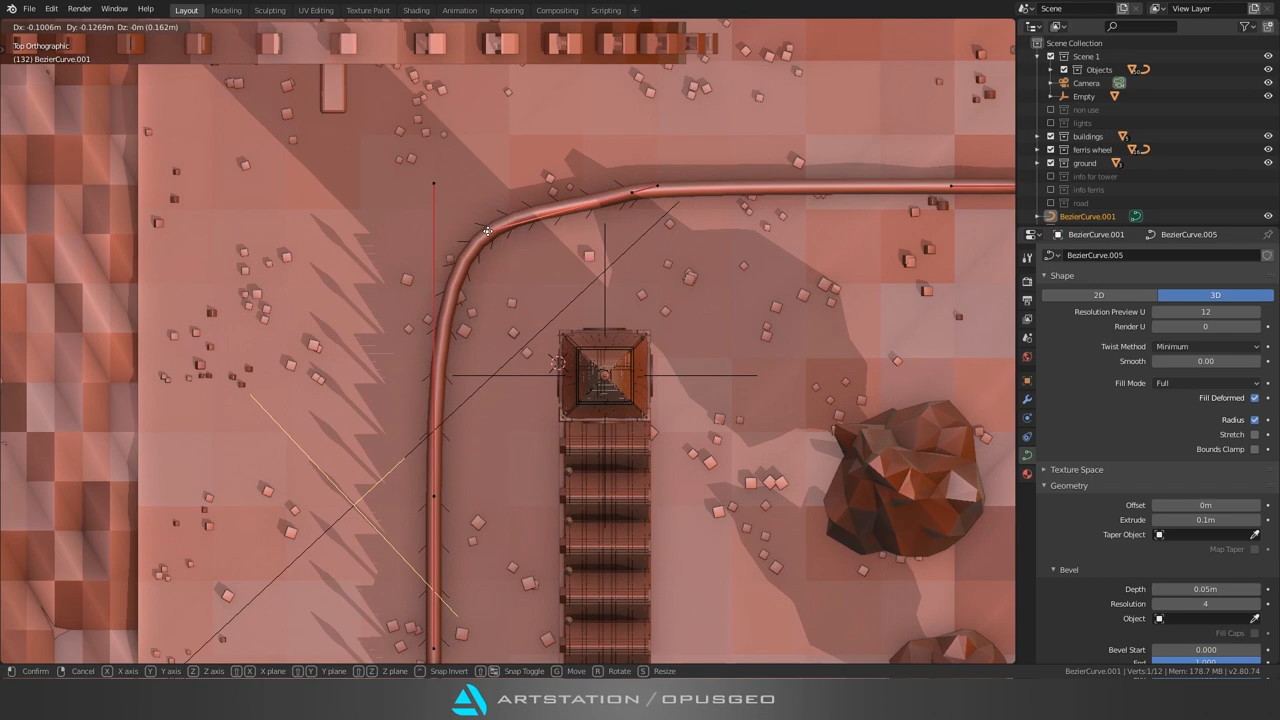 File Edit Render Window Help
Layout Modeling Sculpting UV Editing Texture Paint Shading Animation Rendering Compositing Scripting +
Scene
View Layer
Dx: -0.1006m Dy: -0.1269m Dz: -0m (0.162m)
Top Orthographic
(132) BezierCurve.001
Scene Collection
Scene 1
Objects
Camera
Empty
non use
lights
buildings
ferris wheel
ground
info for tower
info ferris
road
BezierCurve.001
BezierCurve.001 BezierCurve.005
BezierCurve.005
Shape
2D 3D
Resolution Preview U 12
Render U 0
Twist Method Minimum
Smooth 0.00
Fill Mode Full
Fill Deformed
Radius
Stretch
Bounds Clamp
Texture Space
Geometry
Offset 0m
Extrude 0.1m
Taper Object
Map Taper
Bevel
Depth 0.05m
Resolution 4
Object
Fill Caps
Bevel Start 0.000
End 1.000
Confirm Cancel X X axis Y Y axis Z Z axis X X plane Y Y plane Z Z plane Snap Invert Snap Toggle G Move R Rotate S Resize
BezierCurve.001 | Verts:1/12 | Mem: 178.7 MB | v2.80.74
ARTSTATION / OPUSGEO